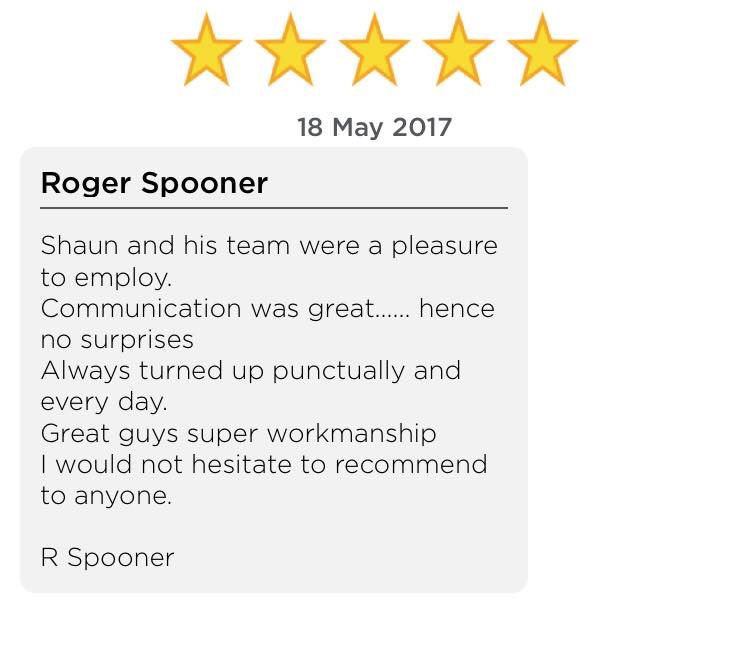 18 May 2017
Roger Spooner
Shaun and his team were a pleasure
to employ.
Communication was great...... hence
no surprises
Always turned up punctually and
every day.
Great guys super workmanship
I would not hesitate to recommend
to anyone.
R Spooner